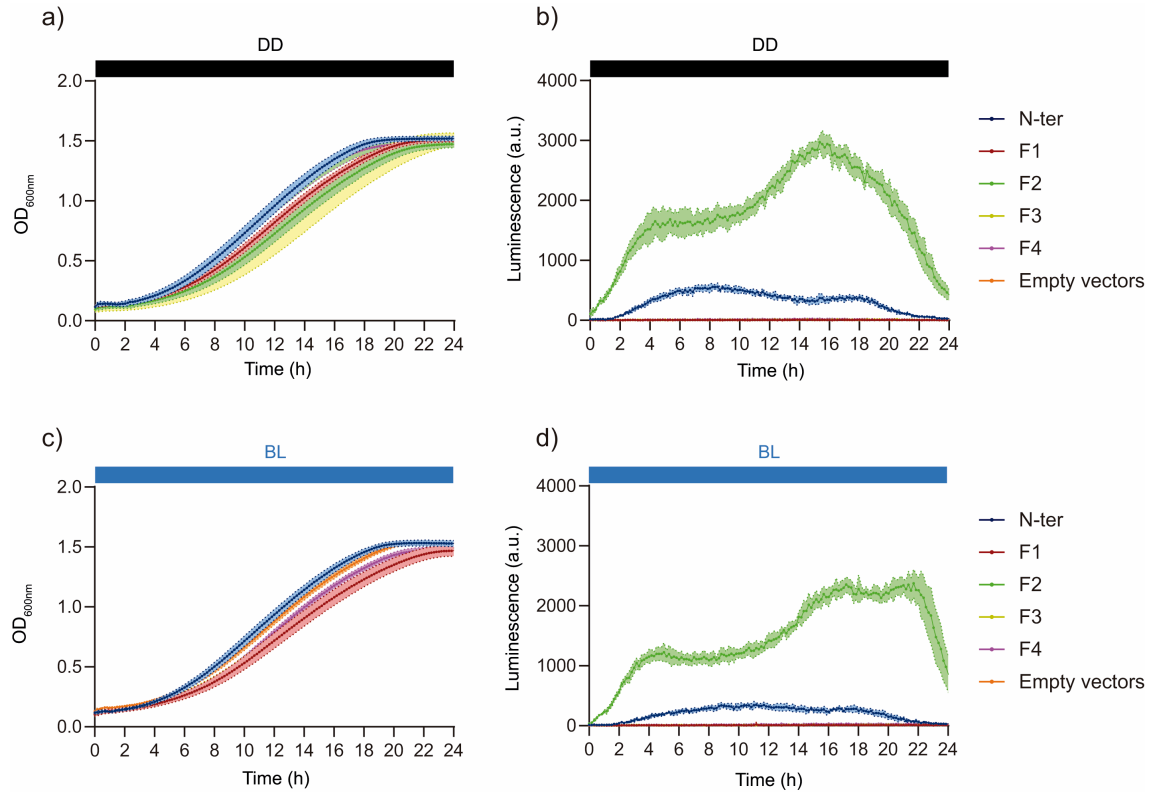 a)
DD
2.0
1.5
1.0
0.5
0.0
OD600nm
0 2 4 6 8 10 12 14 16 18 20 22 24
Time (h)
b)
DD
4000
3000
2000
1000
0
Luminescence (a.u.)
0 2 4 6 8 10 12 14 16 18 20 22 24
Time (h)
N-ter
F1
F2
F3
F4
Empty vectors
c)
BL
2.0
1.5
1.0
0.5
0.0
OD600nm
0 2 4 6 8 10 12 14 16 18 20 22 24
Time (h)
d)
BL
4000
3000
2000
1000
0
Luminescence (a.u.)
0 2 4 6 8 10 12 14 16 18 20 22 24
Time (h)
N-ter
F1
F2
F3
F4
Empty vectors